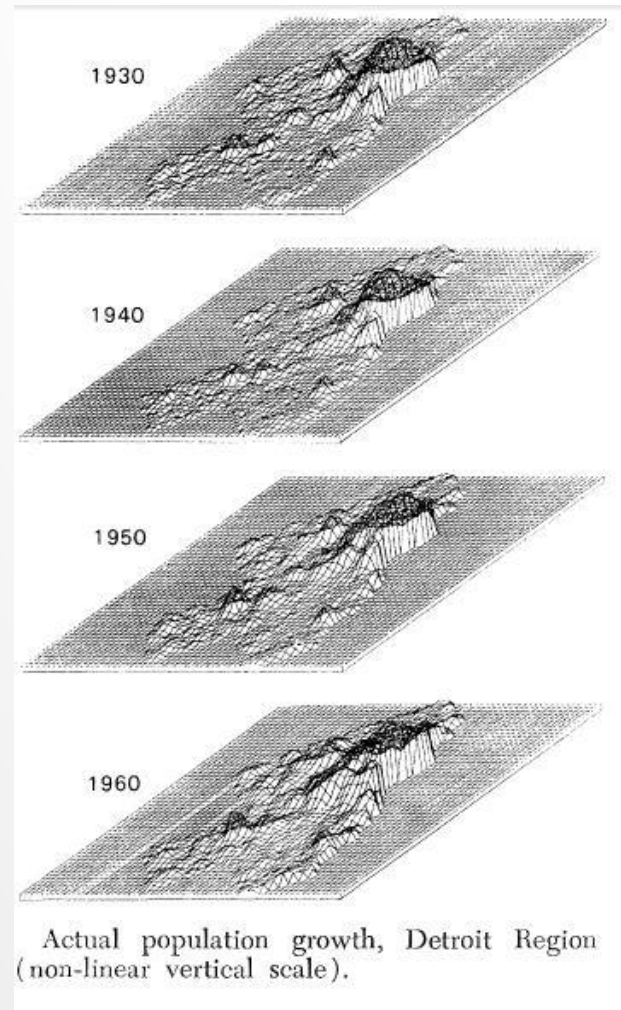 1930
1940
1950
1960
Actual population growth, Detroit Region
(non-linear vertical scale).